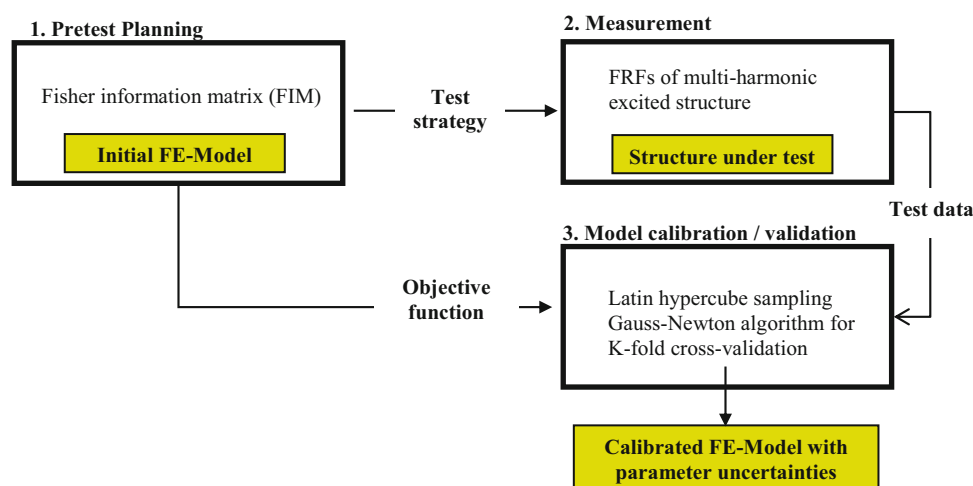 1. Pretest Planning
Fisher information matrix (FIM)
Initial FE-Model
Test
strategy
2. Measurement
FRFs of multi-harmonic
excited structure
Structure under test
Test data
Objective
function
3. Model calibration / validation
Latin hypercube sampling
Gauss-Newton algorithm for
K-fold cross-validation
Calibrated FE-Model with
parameter uncertainties